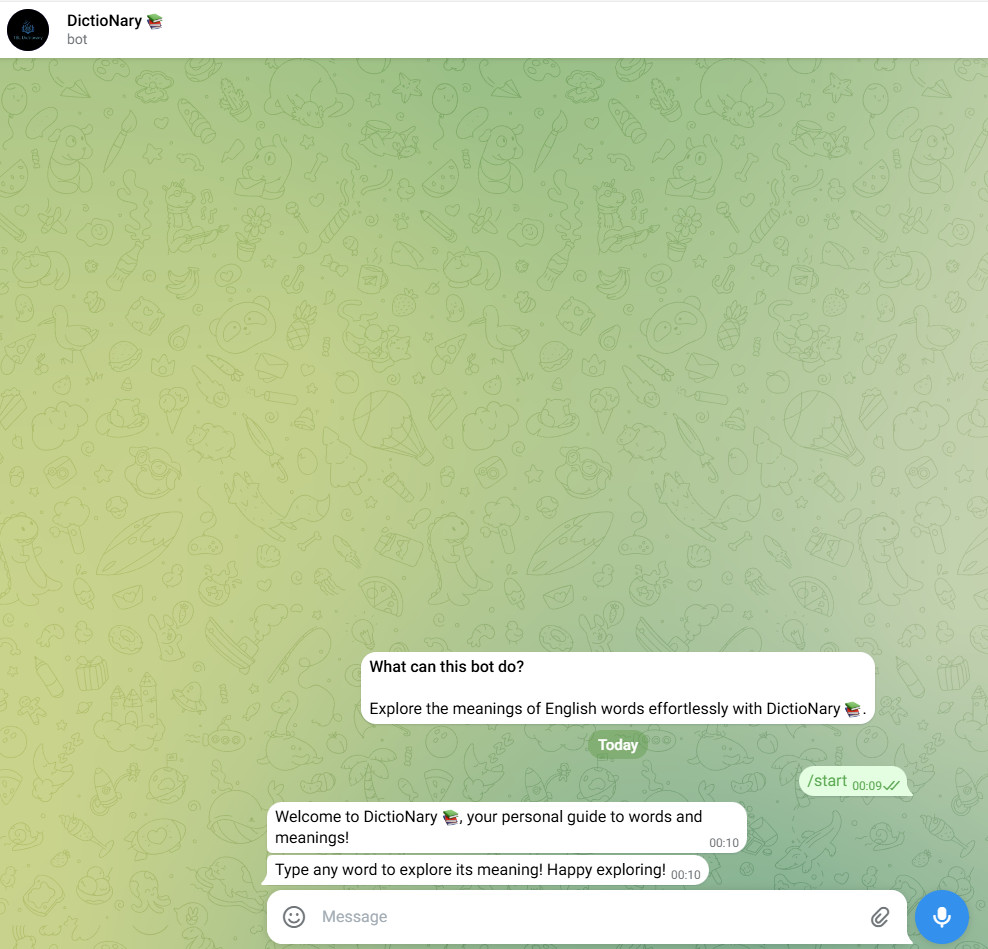 DictioNary 📚
bot
What can this bot do?
Explore the meanings of English words effortlessly with DictioNary 📚.
Today
/start 00:09
Welcome to DictioNary 📚, your personal guide to words and
meanings!
00:10
Type any word to explore its meaning! Happy exploring! 00:10
Message